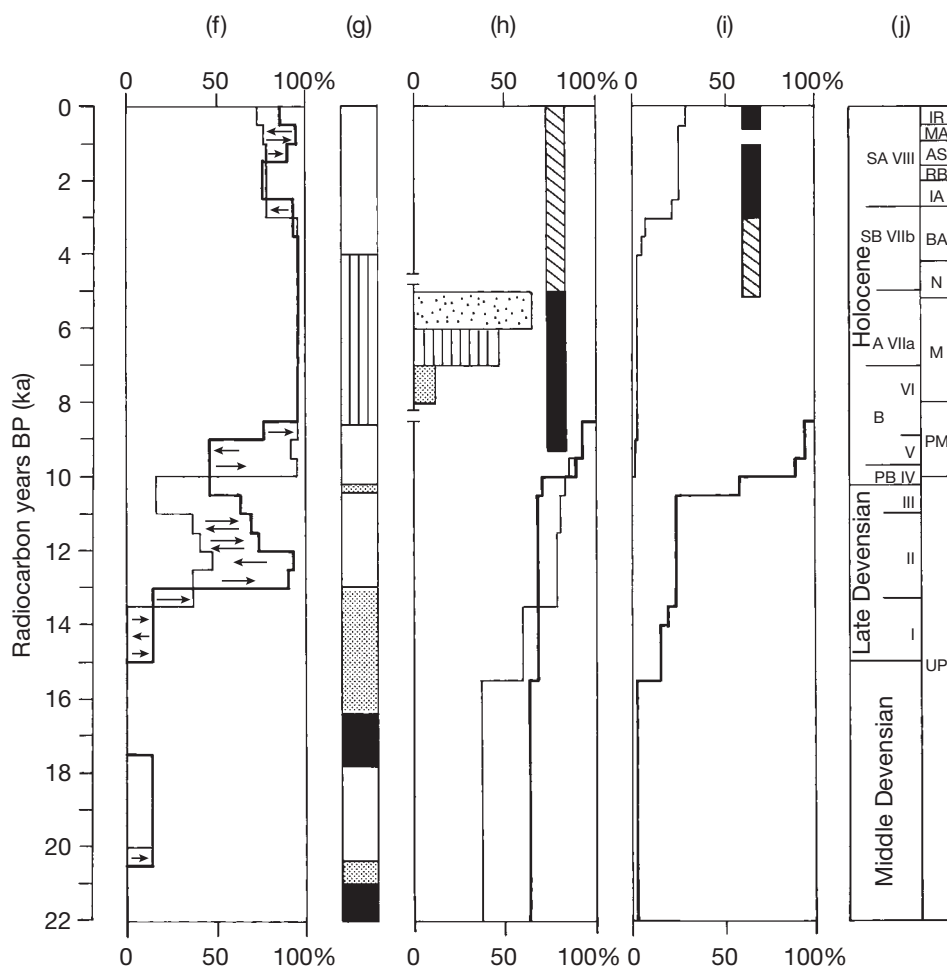 (f) (g) (h) (i) (j)
0 50 100% 0 50 100% 0 50 100%
Radiocarbon years BP (ka)
0
2
4
6
8
10
12
14
16
18
20
22
Holocene
Late Devensian
Middle Devensian
SA VIII
SB VIIb
A VIIa
VI
B
V
PB IV
III
II
I
IR
MA
AS
RB
IA
BA
N
M
PM
UP
0 50 100% 0 50 100% 0 50 100%